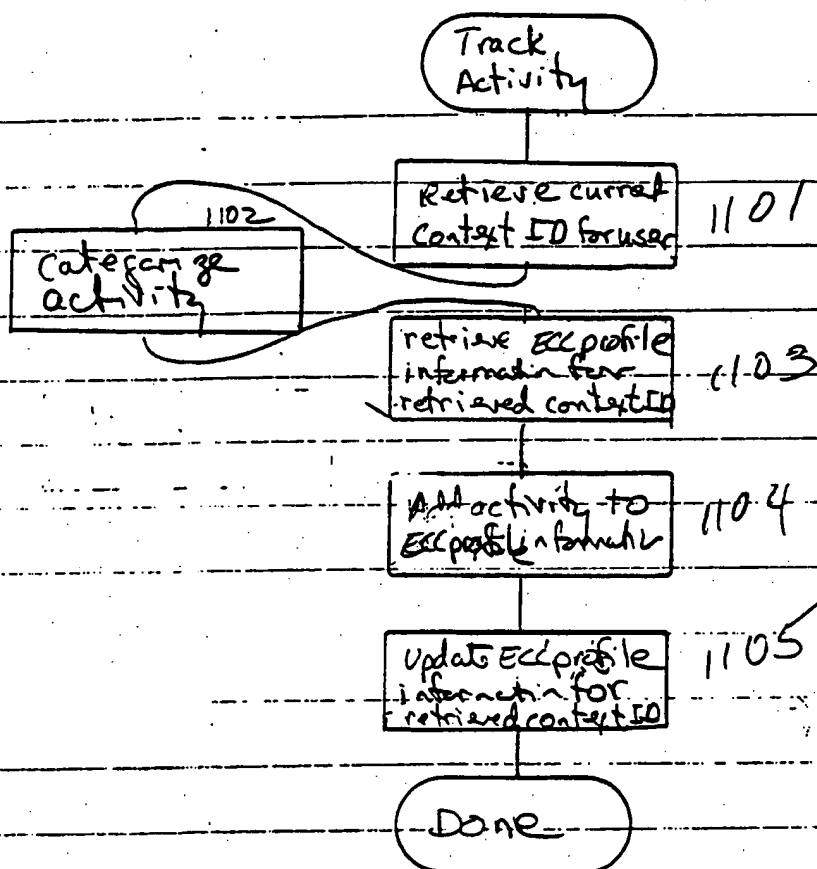 Track
Activity
Retrieve current
Context ID for user
1101
1102
Categorize
activity
retrieve ECC profile
information for
retrieved context ID
1103
Add activity to
ECC profile information
1104
Update ECC profile
information for
retrieved context ID
1105
Done